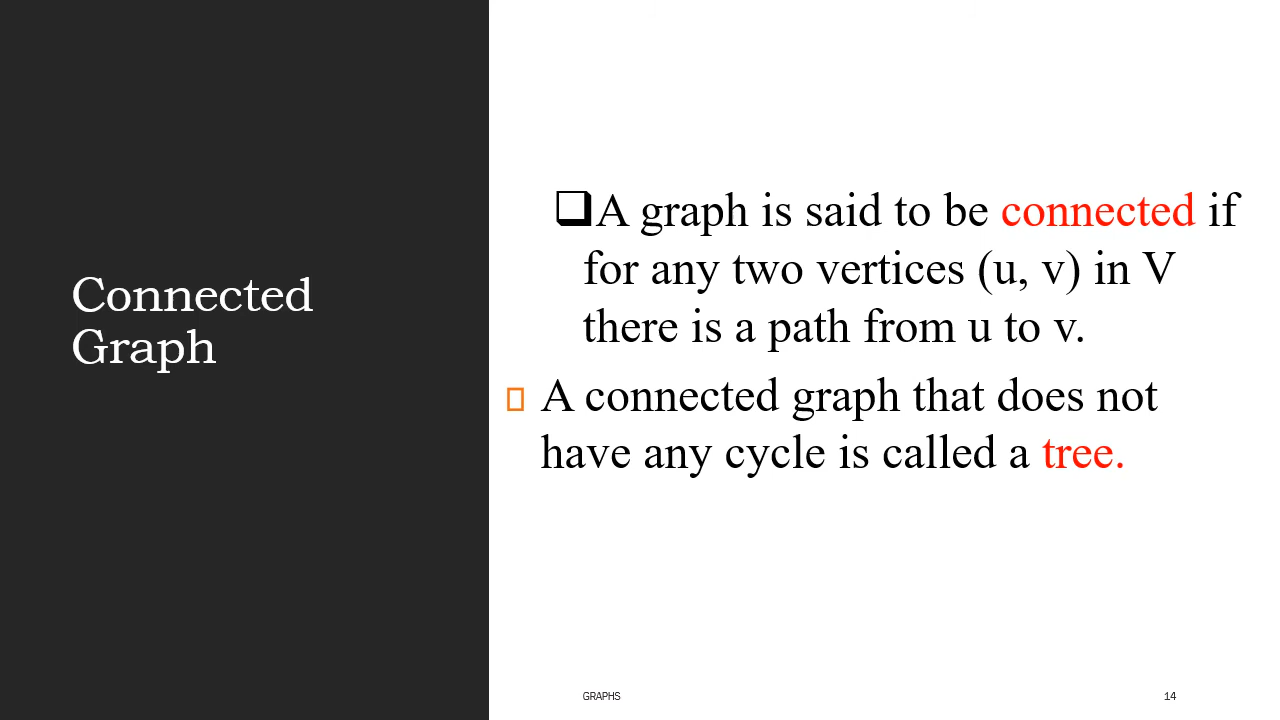 Connected
Graph
❑A graph is said to be connected if
for any two vertices (u, v) in V
there is a path from u to v.
A connected graph that does not
have any cycle is called a tree.
GRAPHS
14